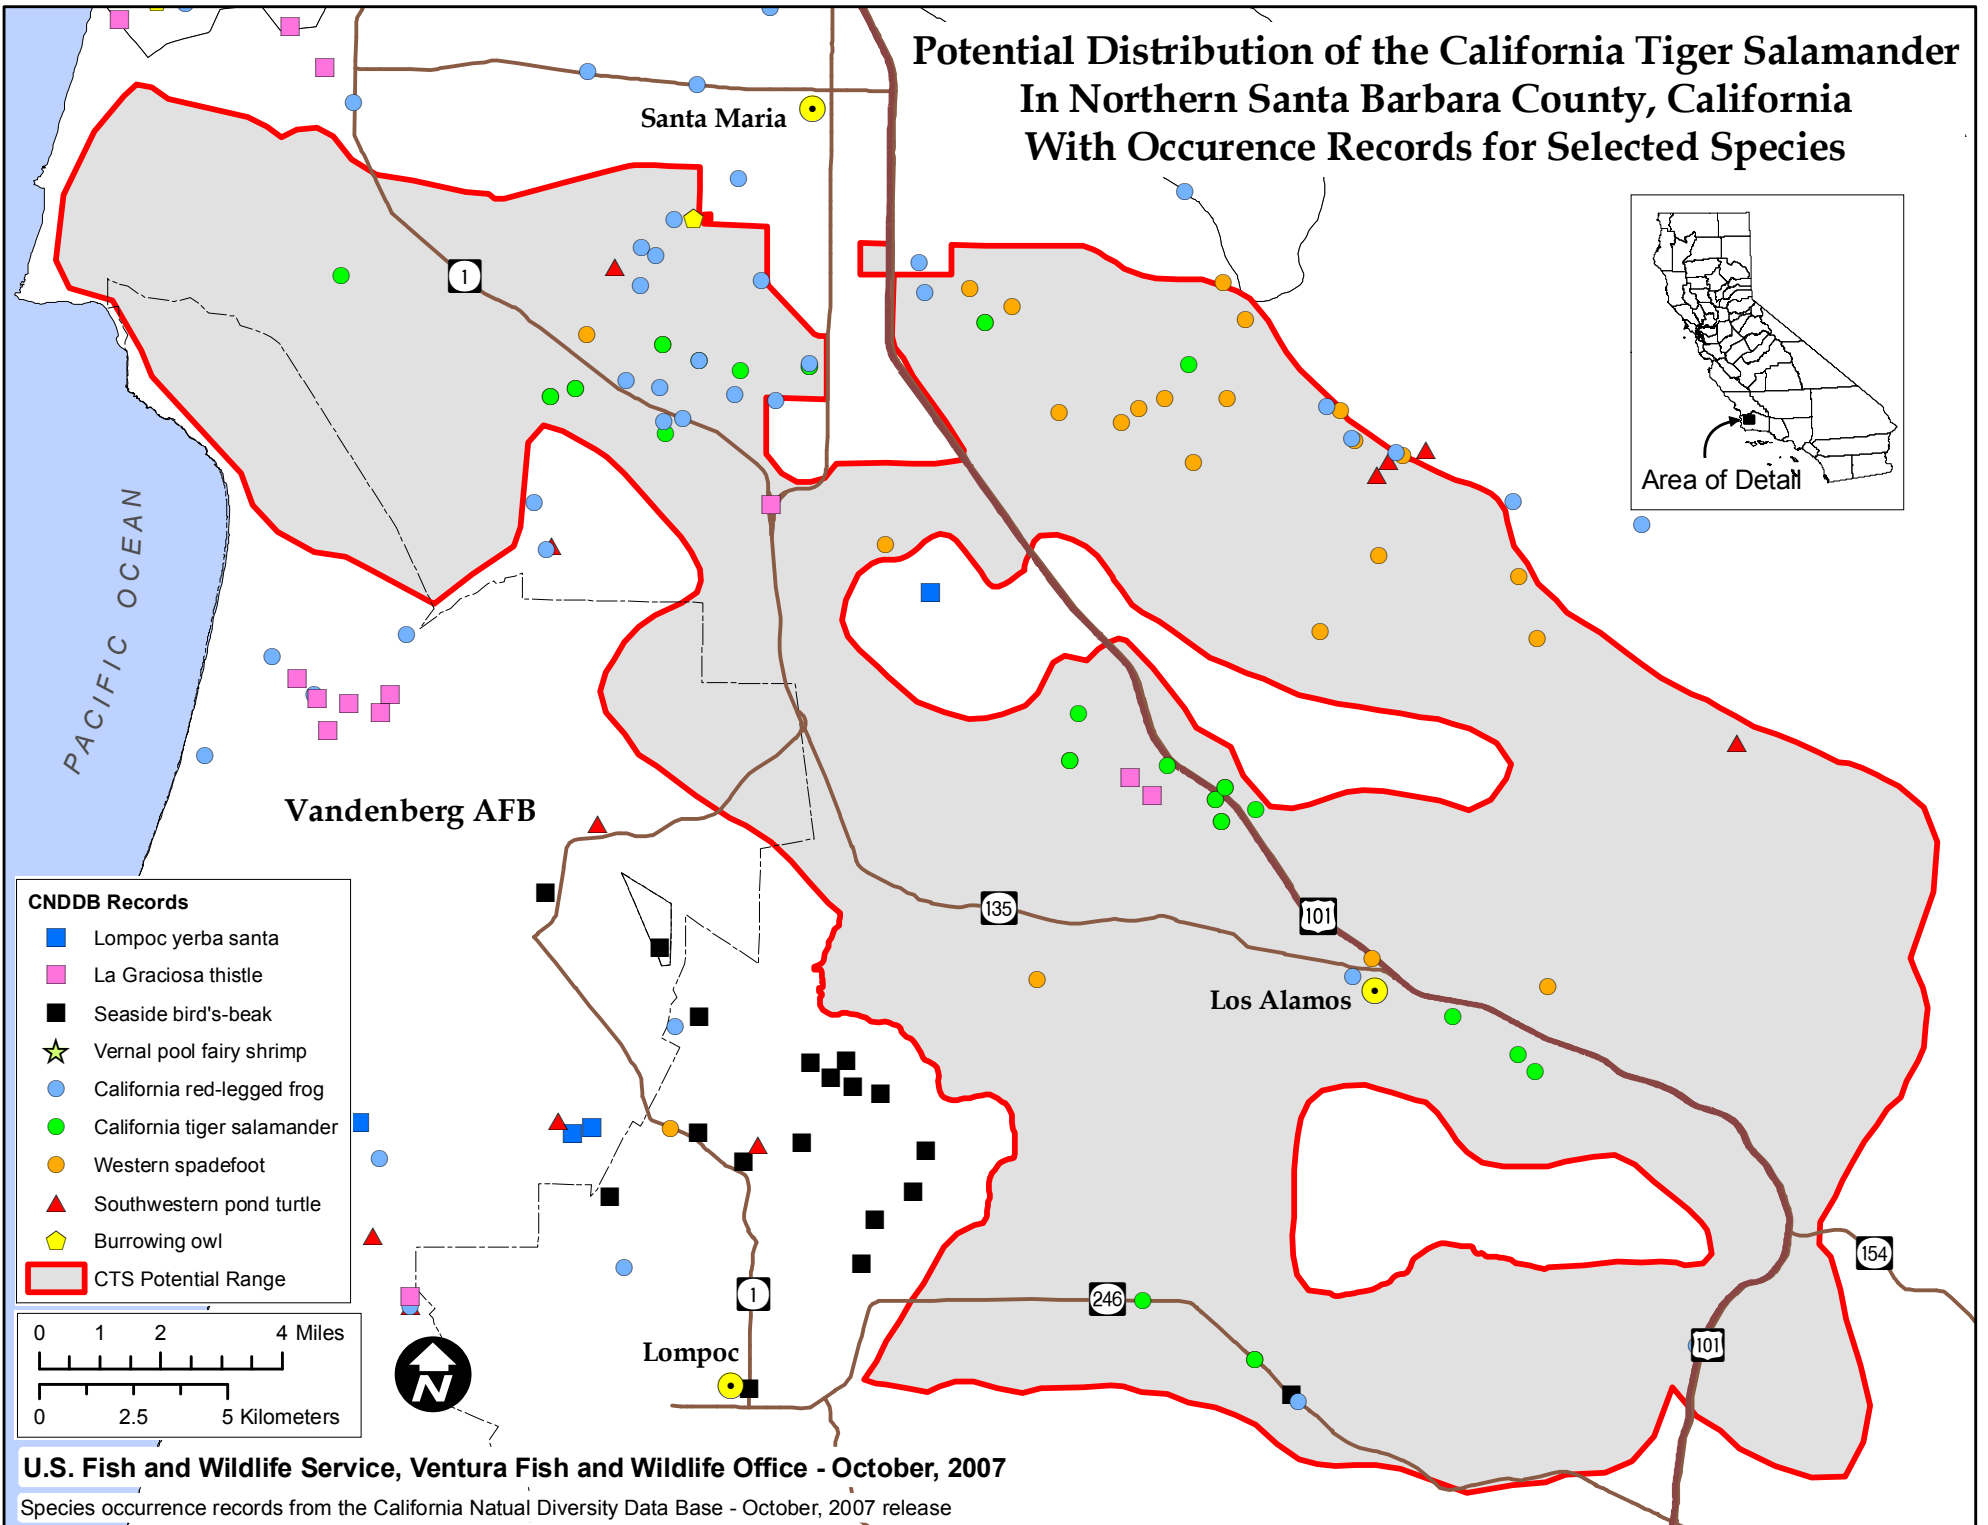 Potential Distribution of the California Tiger Salamander
In Northern Santa Barbara County, California
With Occurence Records for Selected Species
Santa Maria
1
Area of Detail
PACIFIC OCEAN
Vandenberg AFB
135
101
Los Alamos
CNDDB Records
Lompoc yerba santa
La Graciosa thistle
Seaside bird's-beak
Vernal pool fairy shrimp
California red-legged frog
California tiger salamander
Western spadefoot
Southwestern pond turtle
Burrowing owl
CTS Potential Range
154
1
246
101
Lompoc
0 1 2 4 Miles
0 2.5 5 Kilometers
N
U.S. Fish and Wildlife Service, Ventura Fish and Wildlife Office - October, 2007
Species occurrence records from the California Natual Diversity Data Base - October, 2007 release